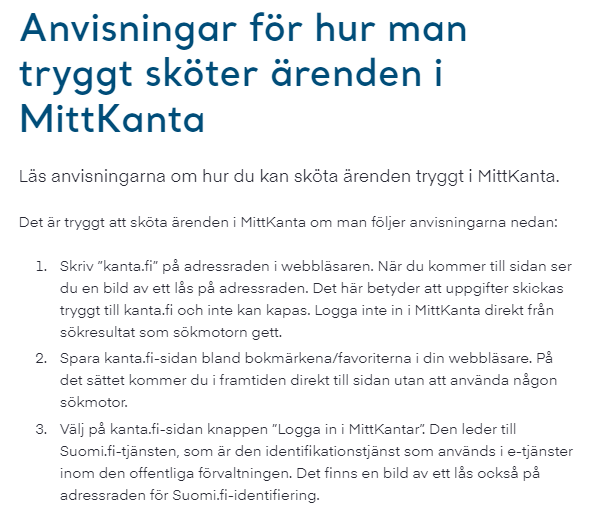 Anvisningar för hur man
tryggt sköter ärenden i
MittKanta
Läs anvisningarna om hur du kan sköta ärenden tryggt i MittKanta.
Det är tryggt att sköta ärenden i MittKanta om man följer anvisningarna nedan:
1. Skriv ”kanta.fi” på adressraden i webbläsaren. När du kommer till sidan ser
du en bild av ett lås på adressraden. Det här betyder att uppgifter skickas
tryggt till kanta.fi och inte kan kapas. Logga inte in i MittKanta direkt från
sökresultat som sökmotorn gett.
2. Spara kanta.fi-sidan bland bokmärkena/favoriterna i din webbläsare. På
det sättet kommer du i framtiden direkt till sidan utan att använda någon
sökmotor.
3. Välj på kanta.fi-sidan knappen ”Logga in i MittKantar”. Den leder till
Suomi.fi-tjänsten, som är den identifikationstjänst som används i e-tjänster
inom den offentliga förvaltningen. Det finns en bild av ett lås också på
adressraden för Suomi.fi-identifiering.